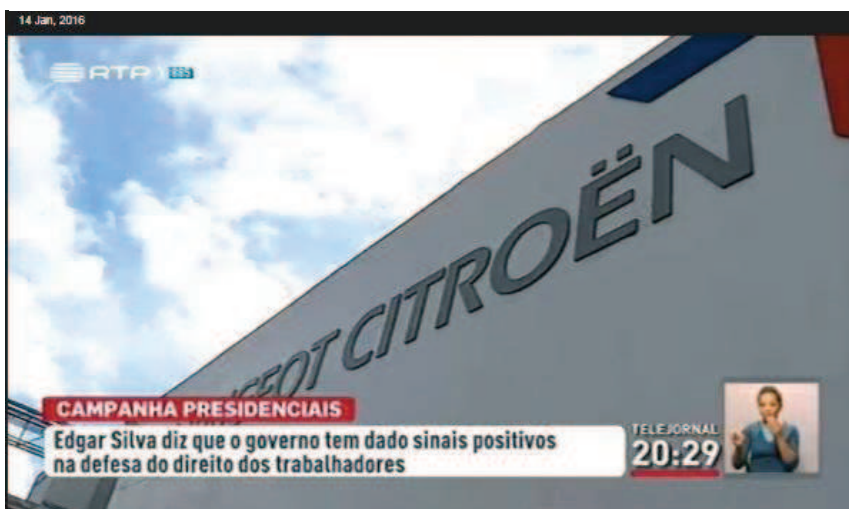 14 Jan, 2016
RTP 1
PEUGEOT CITROËN
CAMPANHA PRESIDENCIAIS
Edgar Silva diz que o governo tem dado sinais positivos
na defesa do direito dos trabalhadores
TELEJORNAL
20:29